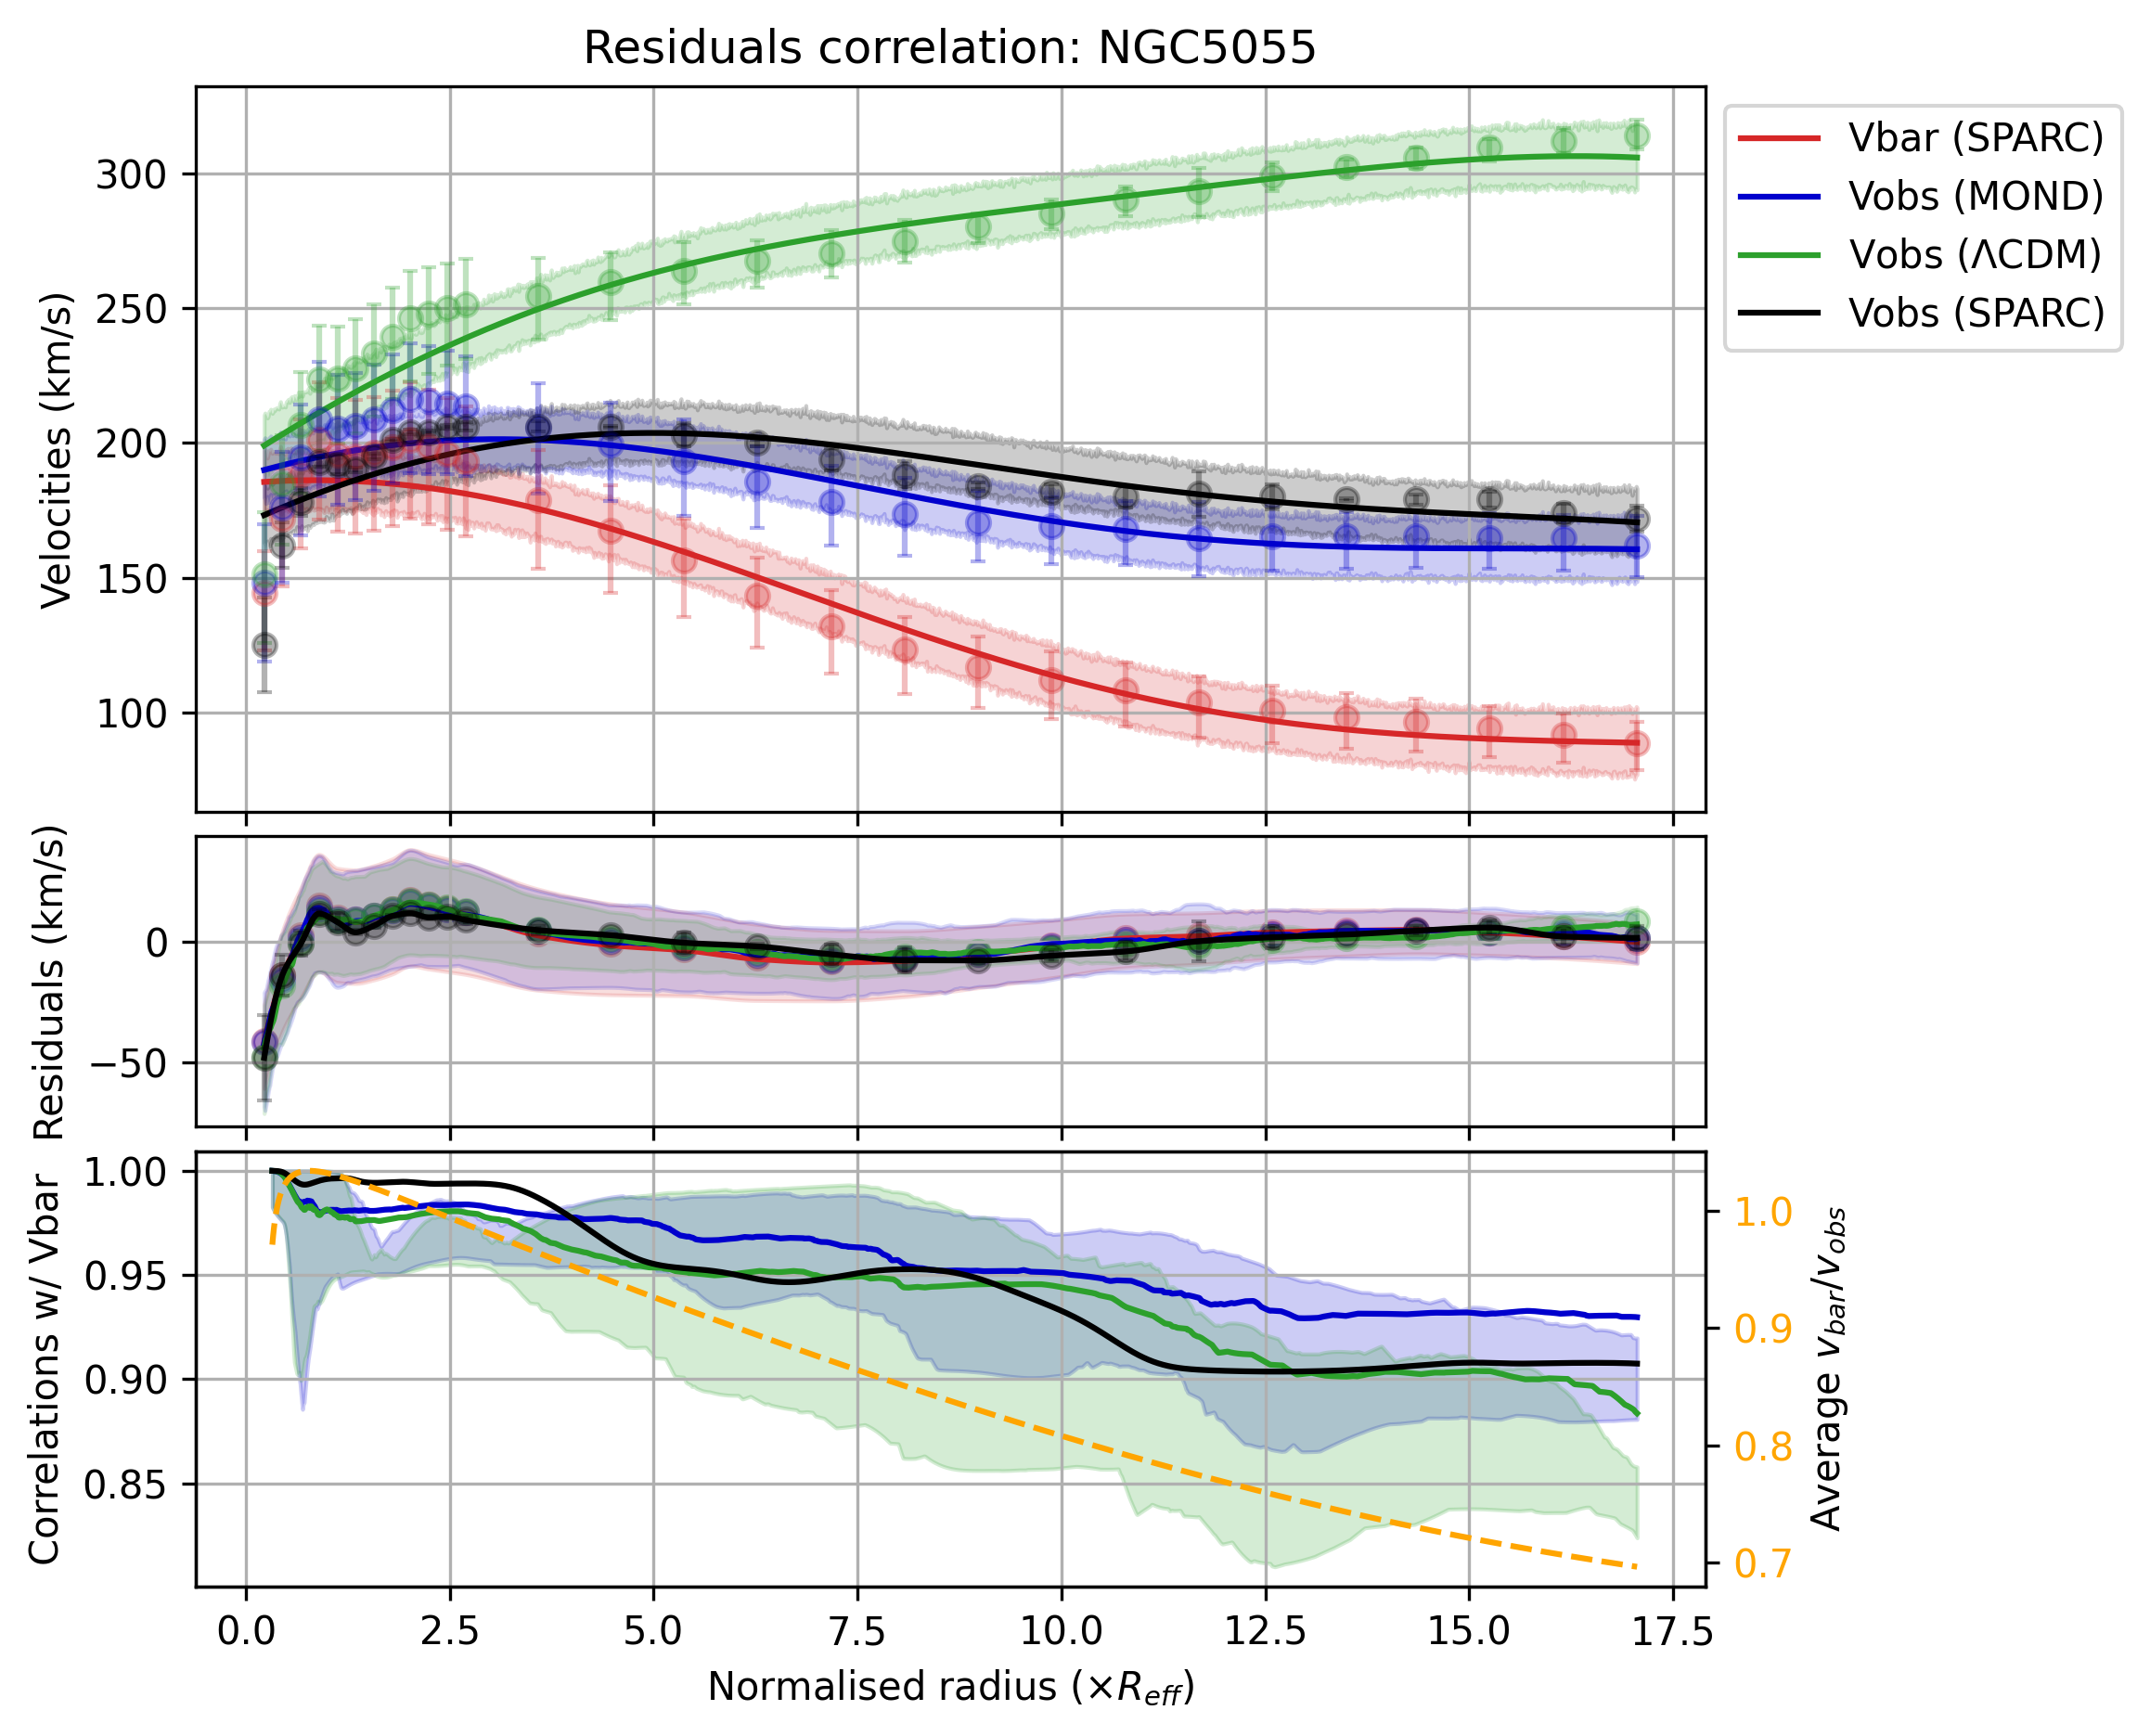 Residuals correlation: NGC5055
Velocities (km/s)
300
250
200
150
100
Vbar (SPARC)
Vobs (MOND)
Vobs (ΛCDM)
Vobs (SPARC)
Residuals (km/s)
0
−50
Correlations w/ Vbar
1.00
0.95
0.90
0.85
1.0
0.9
0.8
0.7
Average v_bar/v_obs
0.0 2.5 5.0 7.5 10.0 12.5 15.0 17.5
Normalised radius (×R_eff)